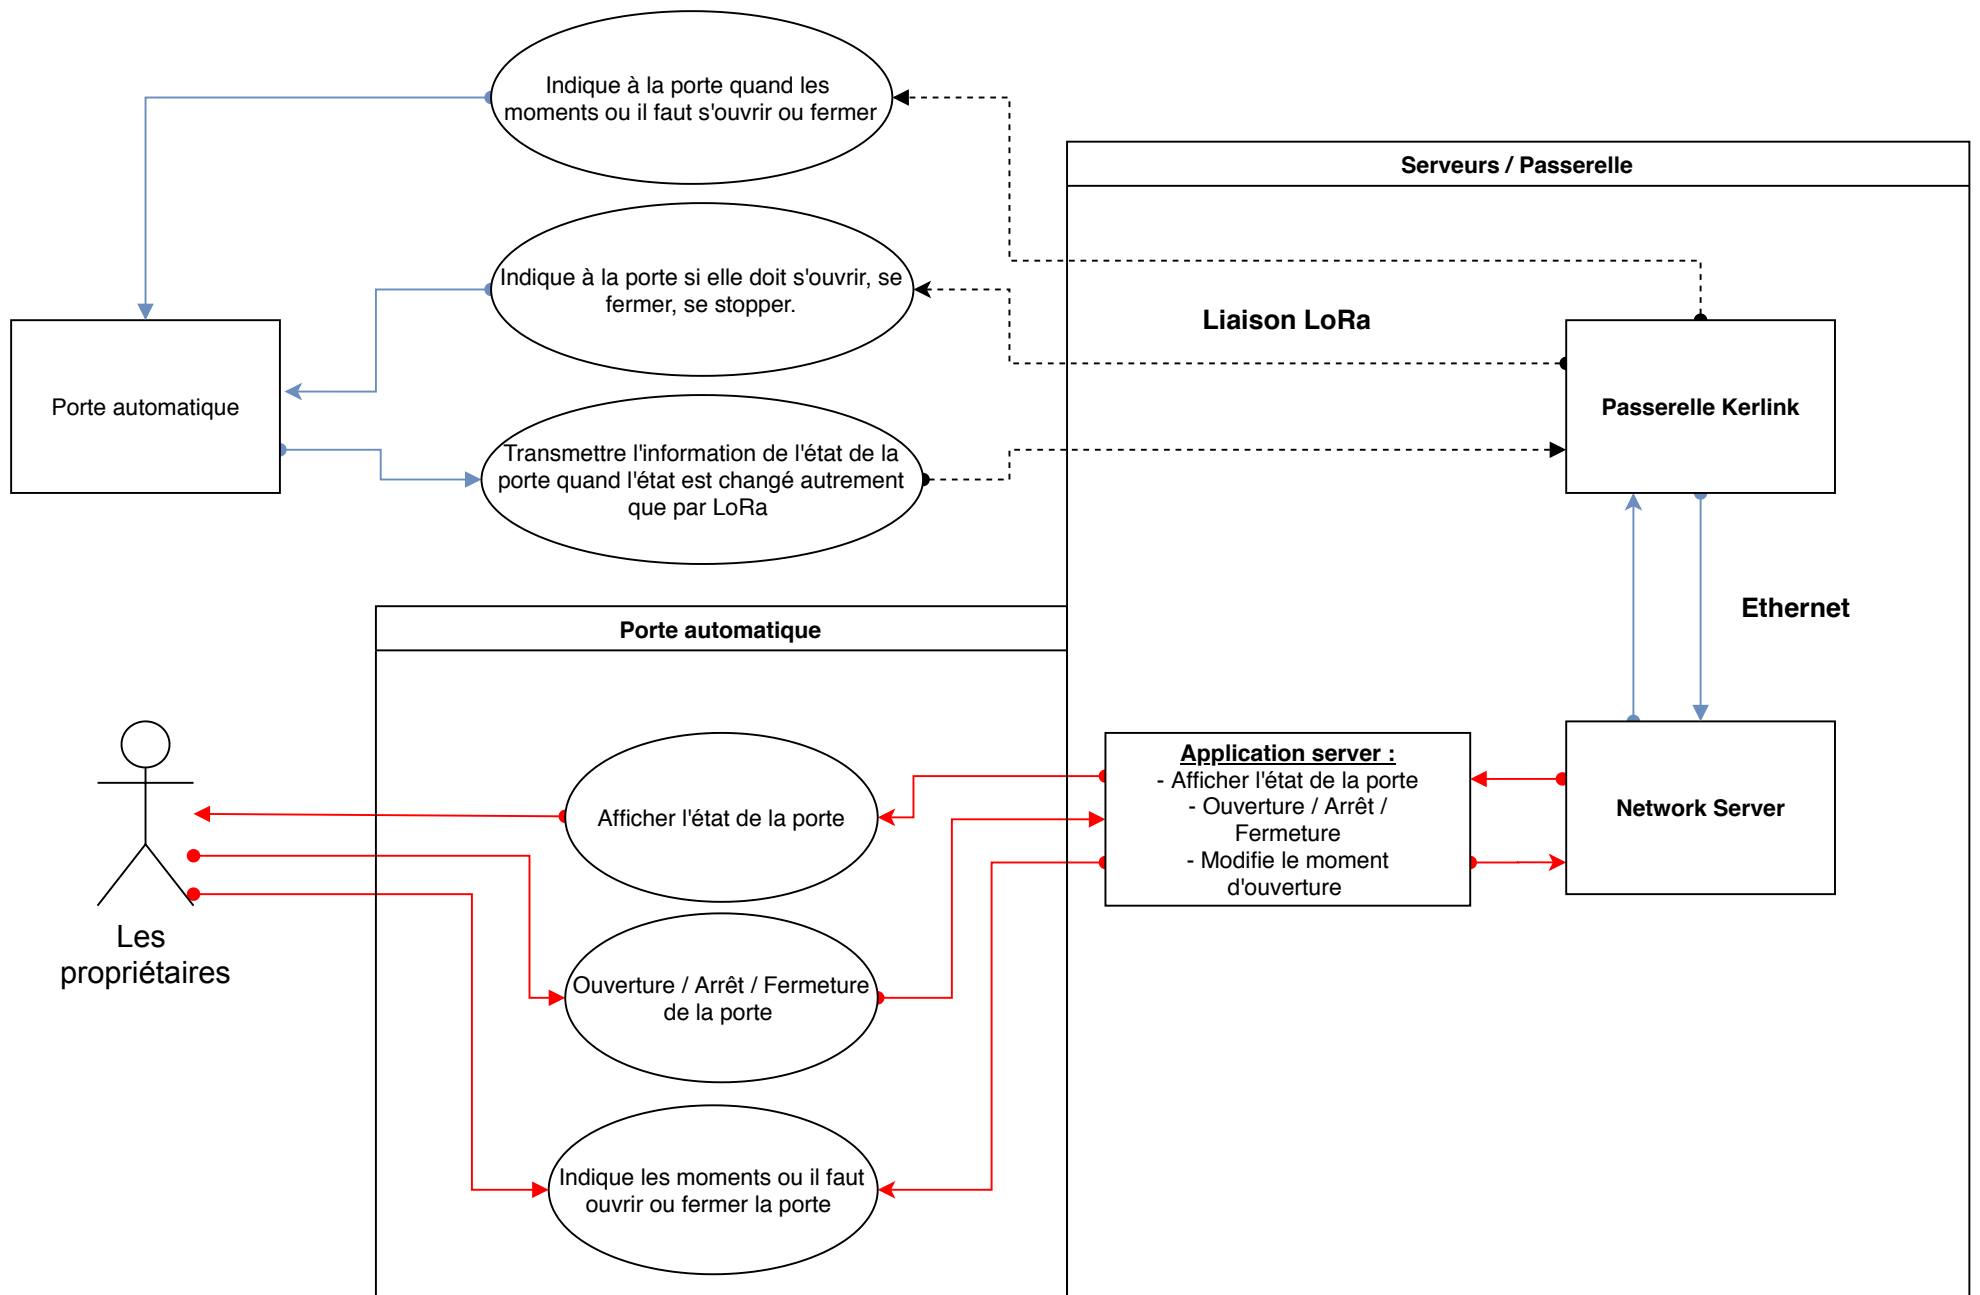 Indique à la porte quand les
moments ou il faut s'ouvrir ou fermer
Serveurs / Passerelle
Indique à la porte si elle doit s'ouvrir, se
fermer, se stopper.
Liaison LoRa
Porte automatique
Passerelle Kerlink
Transmettre l'information de l'état de la
porte quand l'état est changé autrement
que par LoRa
Ethernet
Porte automatique
Application server :
- Afficher l'état de la porte
- Ouverture / Arrêt /
Fermeture
- Modifie le moment
d'ouverture
Network Server
Afficher l'état de la porte
Les
propriétaires
Ouverture / Arrêt / Fermeture
de la porte
Indique les moments ou il faut
ouvrir ou fermer la porte